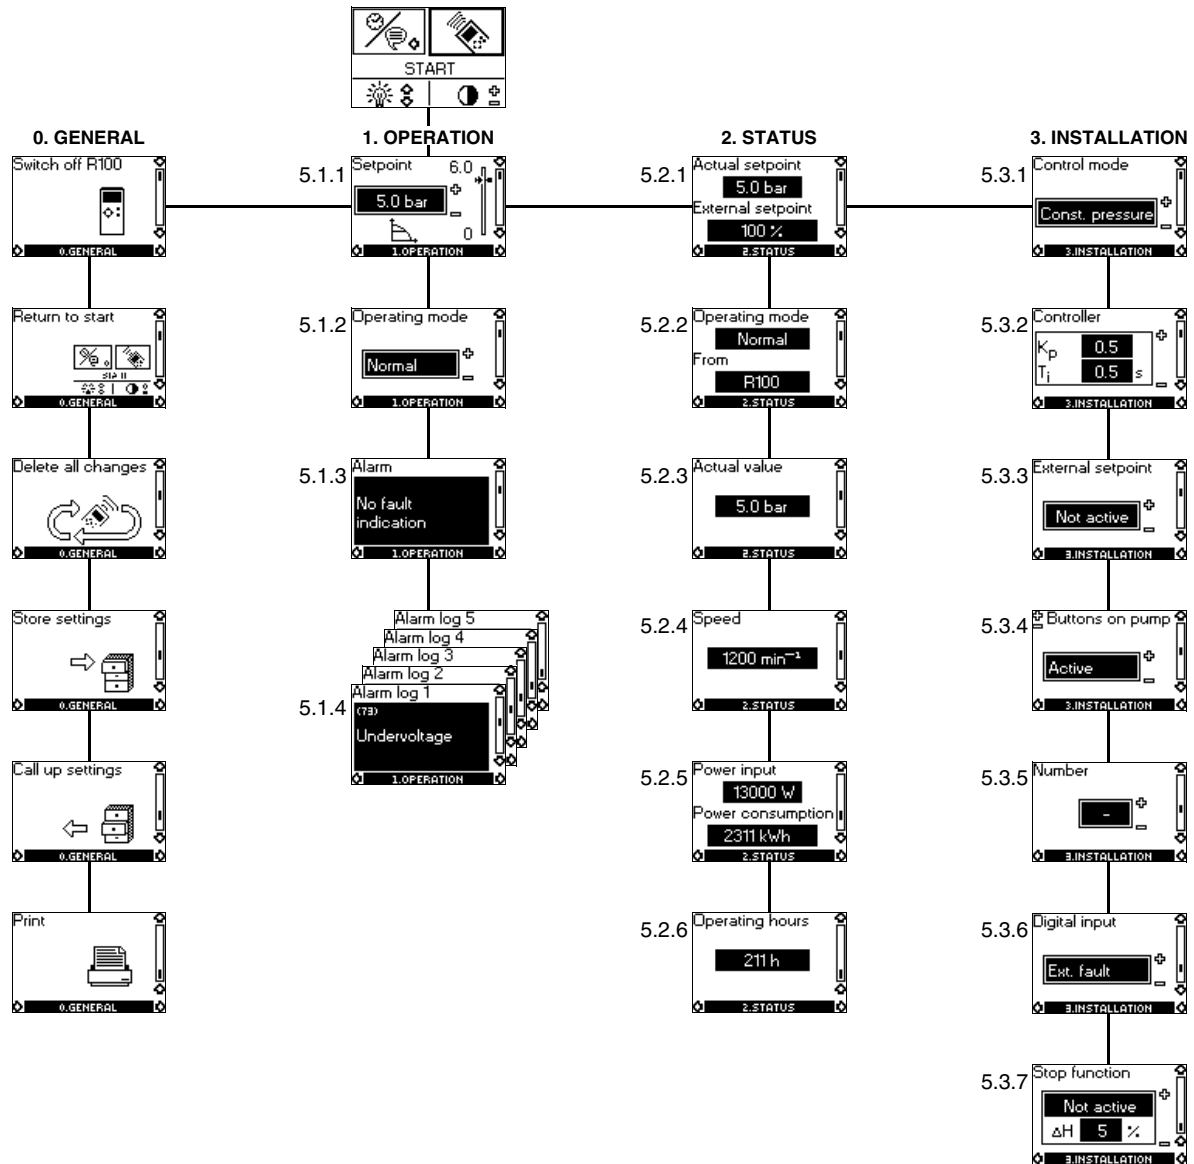 START
0. GENERAL
Switch off R100
0.GENERAL
Return to start
START
0.GENERAL
Delete all changes
0.GENERAL
Store settings
0.GENERAL
Call up settings
0.GENERAL
Print
0.GENERAL
1. OPERATION
5.1.1
Setpoint
6.0
5.0 bar
0
1.OPERATION
5.1.2
Operating mode
Normal
1.OPERATION
5.1.3
Alarm
No fault
indication
1.OPERATION
Alarm log 5
Alarm log 4
Alarm log 3
Alarm log 2
Alarm log 1
5.1.4
(73)
Undervoltage
1.OPERATION
2. STATUS
5.2.1
Actual setpoint
5.0 bar
External setpoint
100 %
2.STATUS
5.2.2
Operating mode
Normal
From
R100
2.STATUS
5.2.3
Actual value
5.0 bar
2.STATUS
5.2.4
Speed
1200 min⁻¹
2.STATUS
5.2.5
Power input
13000 W
Power consumption
2311 kWh
2.STATUS
5.2.6
Operating hours
211 h
2.STATUS
3. INSTALLATION
5.3.1
Control mode
Const. pressure
3.INSTALLATION
5.3.2
Controller
Kp 0.5
Ti 0.5 s
3.INSTALLATION
5.3.3
External setpoint
Not active
3.INSTALLATION
5.3.4
Buttons on pump
Active
3.INSTALLATION
5.3.5
Number
-
3.INSTALLATION
5.3.6
Digital input
Ext. fault
3.INSTALLATION
5.3.7
Stop function
Not active
ΔH 5 %
3.INSTALLATION